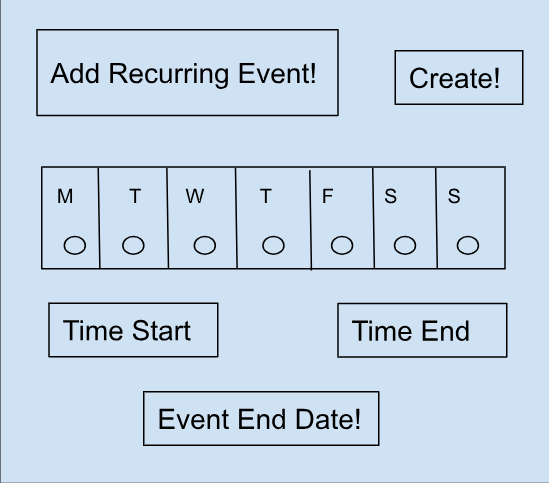 Add Recurring Event!
Create!
M T W T F S S
Time Start
Time End
Event End Date!